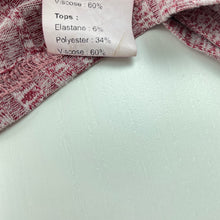 Viscose : 60%
Tops :
Elastane : 6%
Polyester : 34%
Viscose : 60%